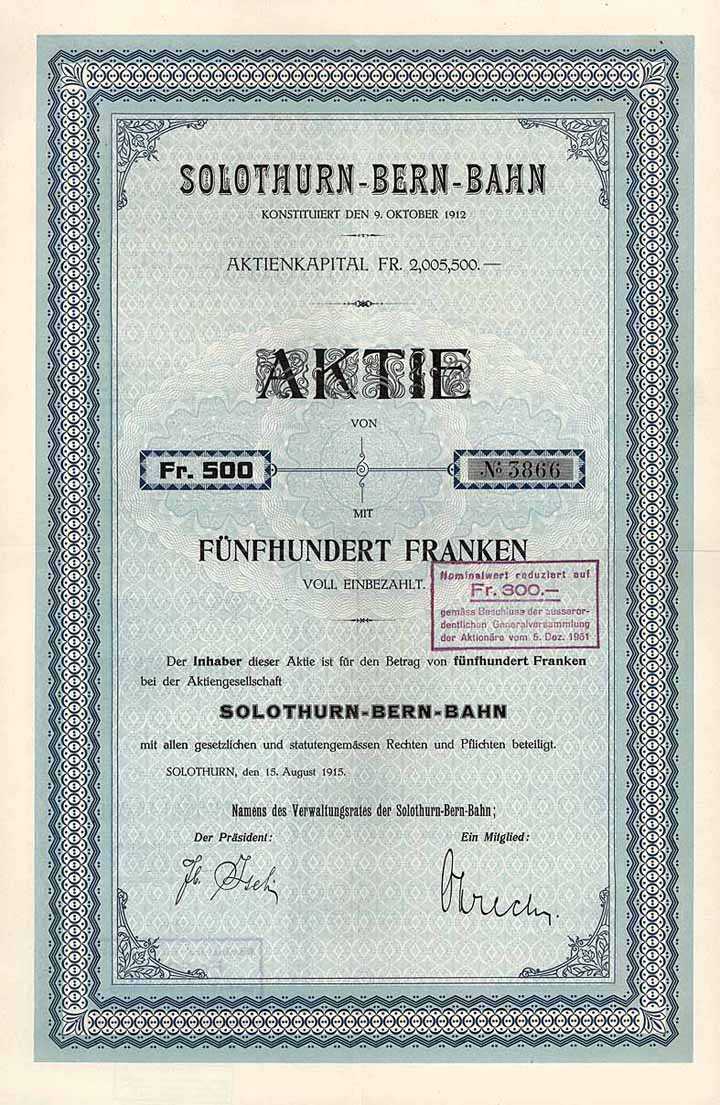 SOLOTHURN-BERN-BAHN
KONSTITUIERT DEN 9. OKTOBER 1912
AKTIENKAPITAL FR. 2,005,500.—
AKTIE
VON
Fr. 500
№ 3866
MIT
FÜNFHUNDERT FRANKEN
VOLL EINBEZAHLT.
Nominalwert reduziert auf
Fr. 300.—
gemäss Beschluss der ausseror-
dentlichen Generalversammlung
der Aktionäre vom 5. Dez. 1951
Der Inhaber dieser Aktie ist für den Betrag von fünfhundert Franken
bei der Aktiengesellschaft
SOLOTHURN-BERN-BAHN
mit allen gesetzlichen und statutengemässen Rechten und Pflichten beteiligt.
SOLOTHURN, den 15. August 1915.
Namens des Verwaltungsrates der Solothurn-Bern-Bahn;
Der Präsident:
Ein Mitglied: